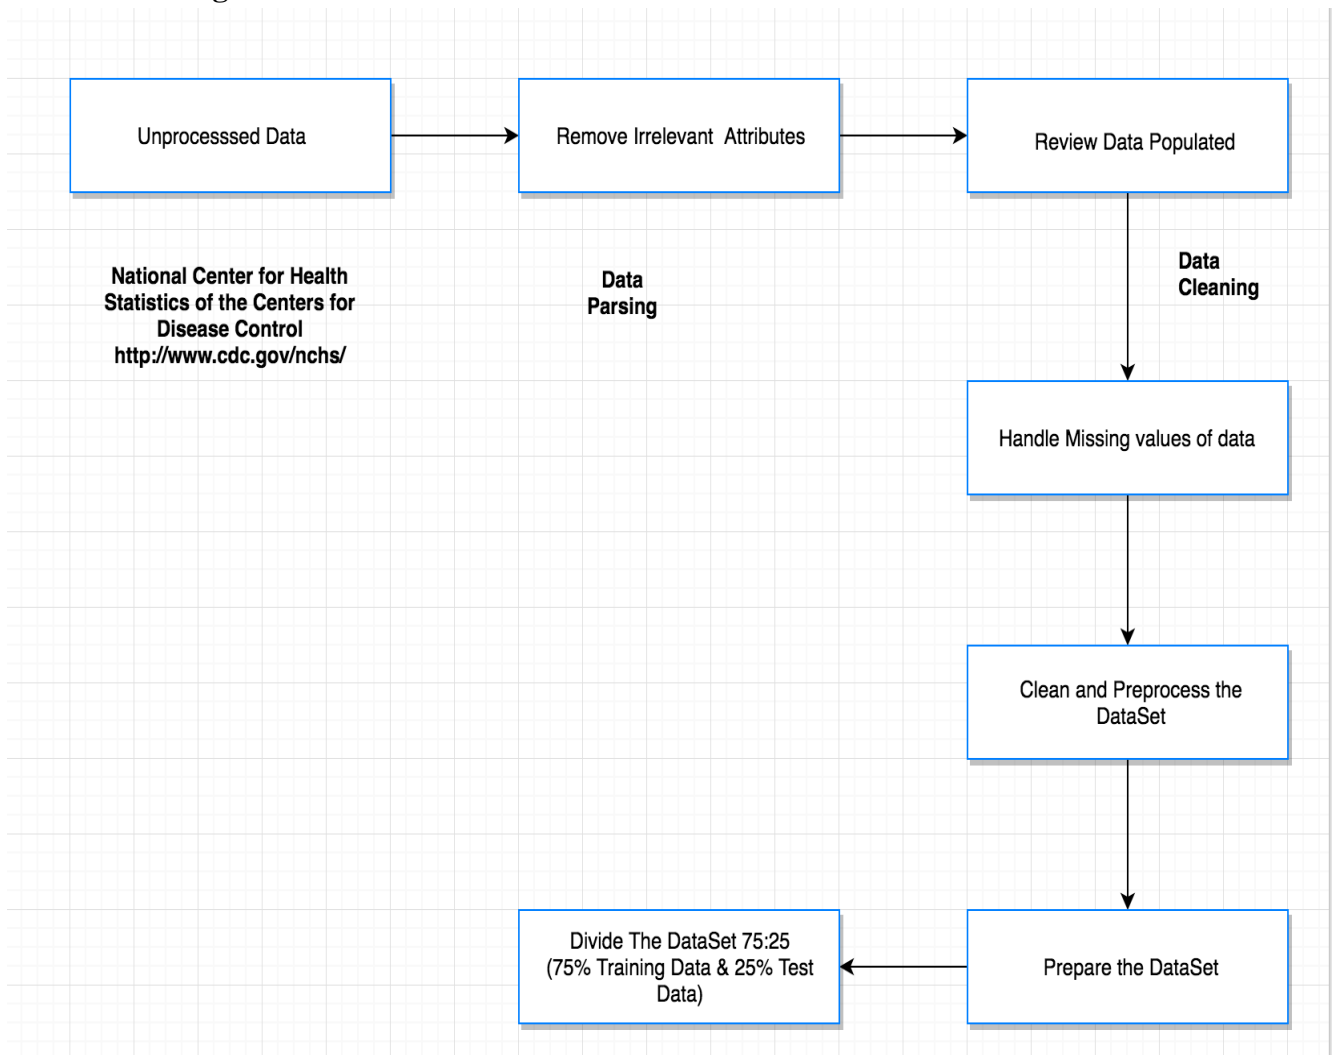 Unprocesssed Data
Remove Irrelevant  Attributes
Review Data Populated
National Center for Health
Statistics of the Centers for
Disease Control
http://www.cdc.gov/nchs/
Data
Parsing
Data
Cleaning
Handle Missing values of data
Clean and Preprocess the
DataSet
Prepare the DataSet
Divide The DataSet 75:25
(75% Training Data & 25% Test
Data)